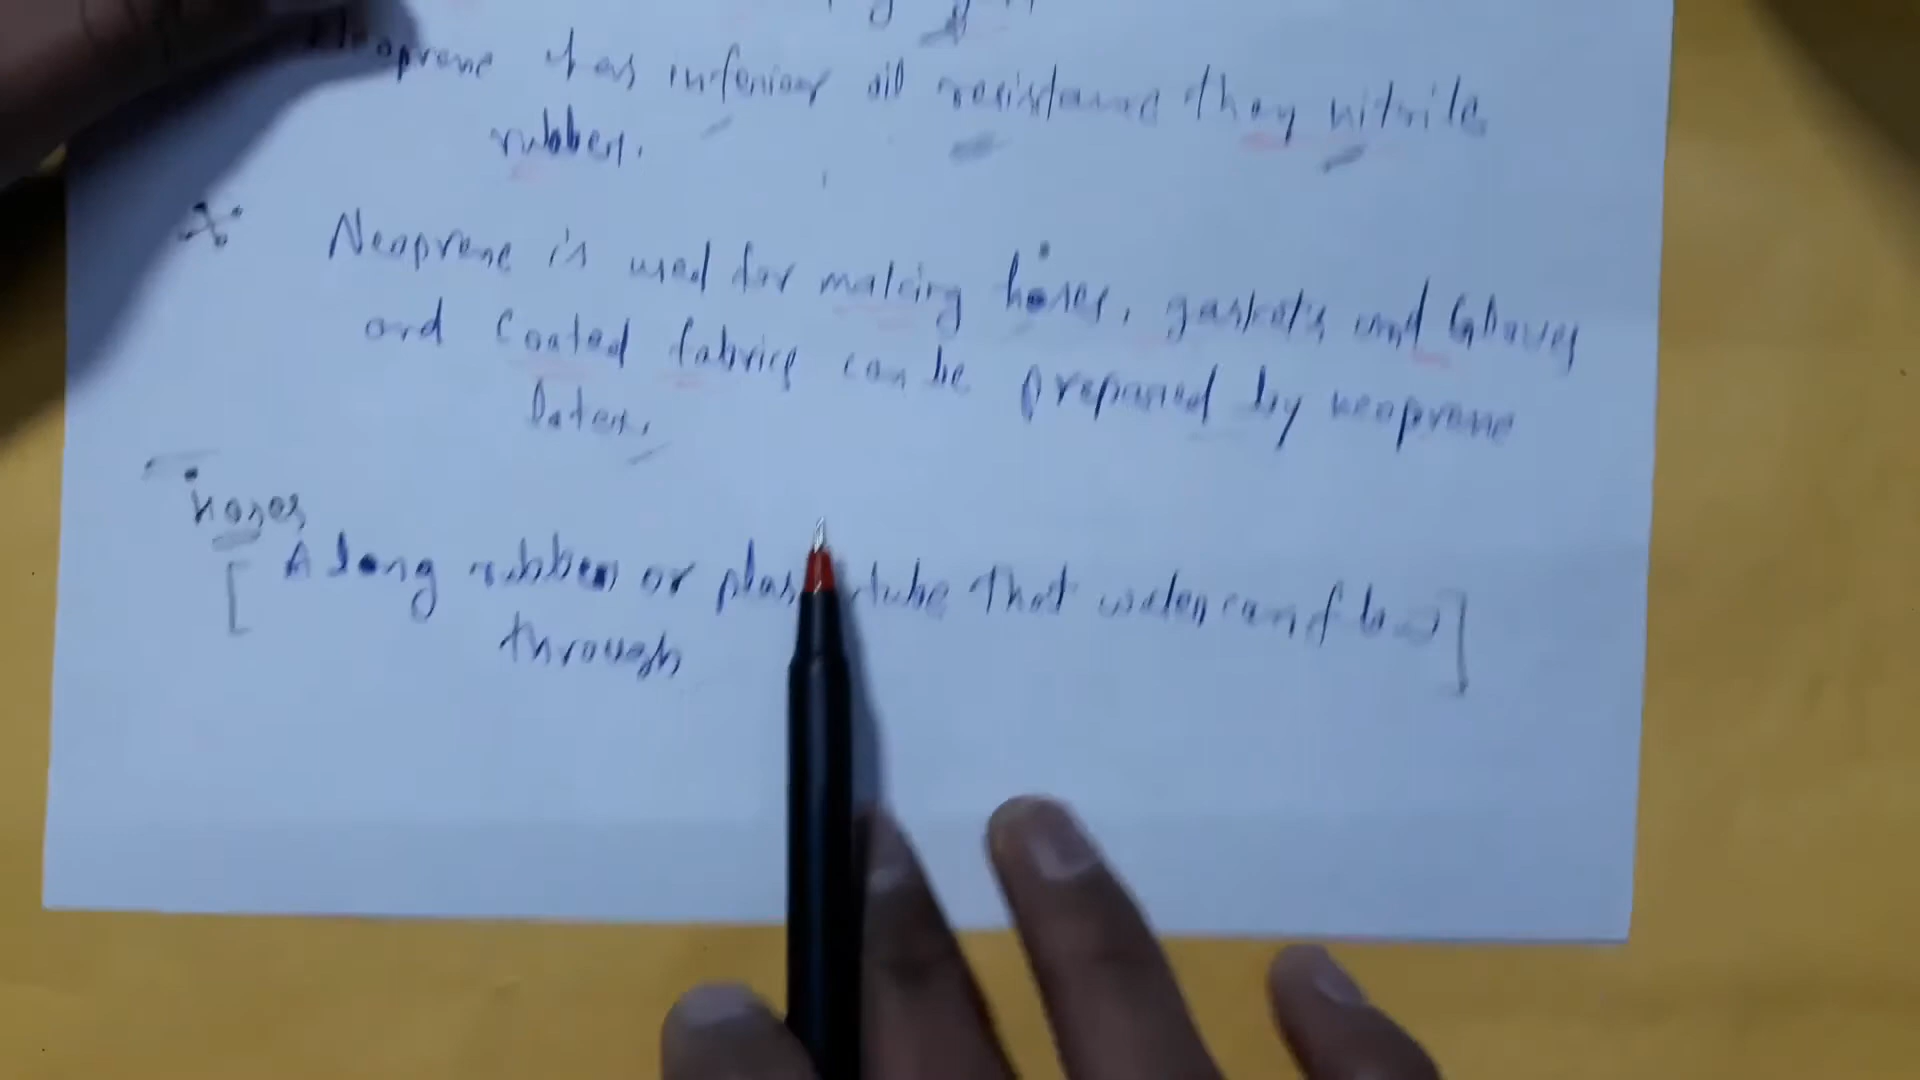 Neoprene has inferior oil resistance than nitrile
rubber.
Neoprene is used for making hoses, gaskets and Gloves
and Coated fabrics can be prepared by neoprene
Latex.
hoses
[A long rubber or plas tube that water can flow]
through